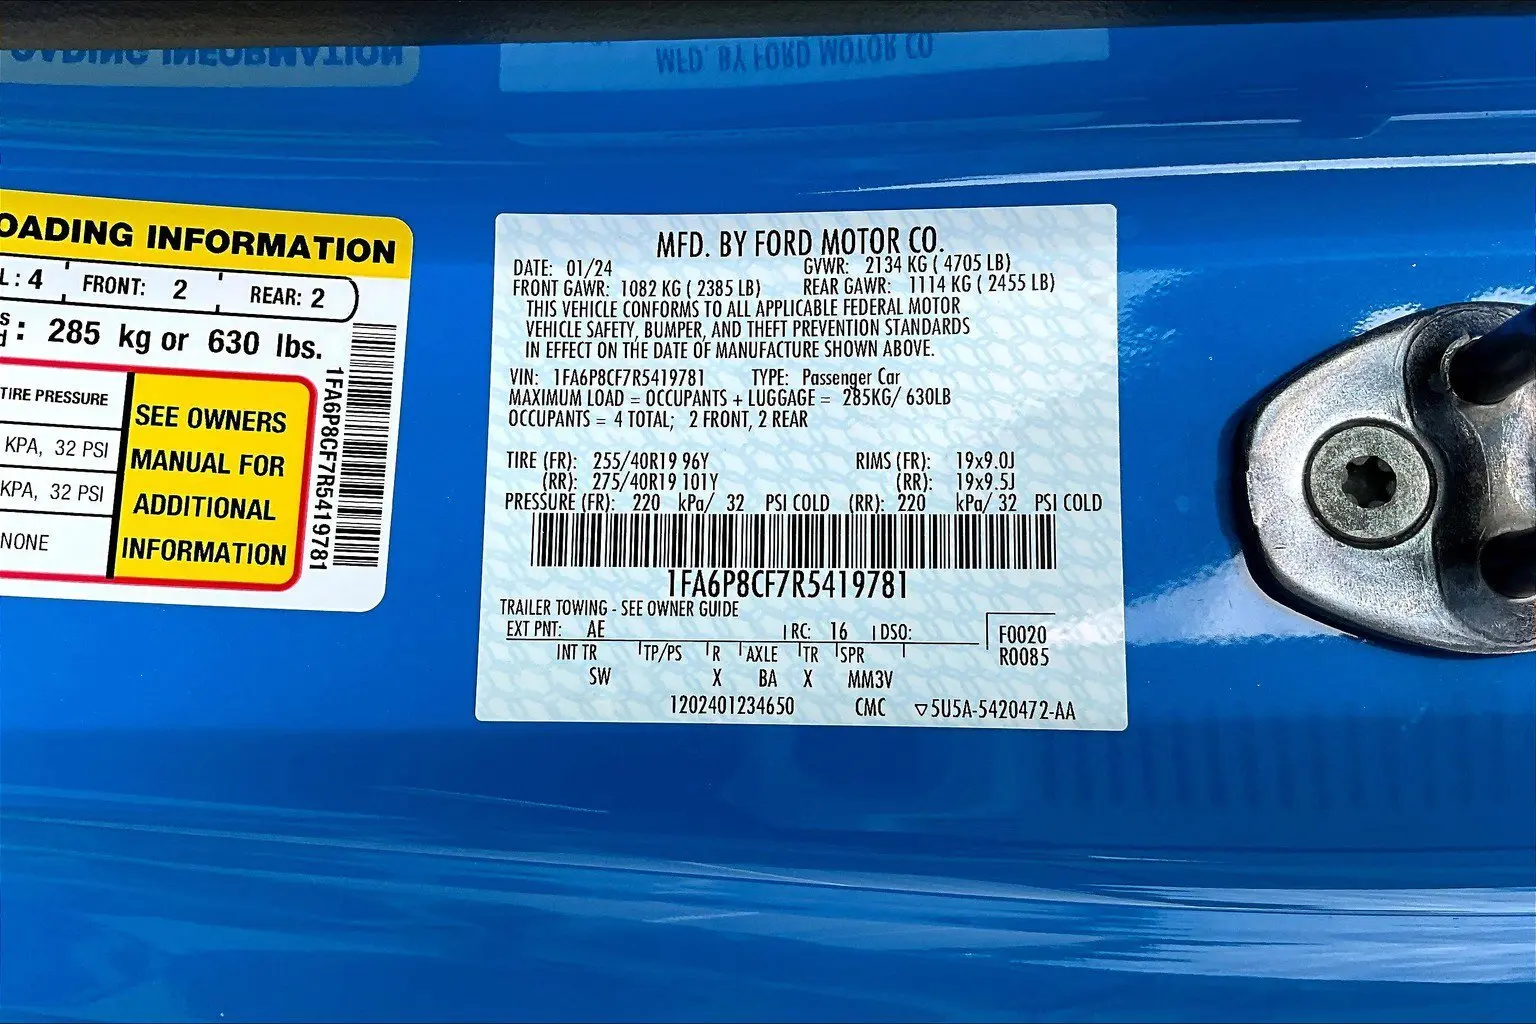 OADING INFORMATION
MFD. BY FORD MOTOR CO
OADING INFORMATION
L: 4 FRONT: 2 REAR: 2
: 285 kg or 630 lbs.
TIRE PRESSURE
KPA, 32 PSI
KPA, 32 PSI
NONE
SEE OWNERS
MANUAL FOR
ADDITIONAL
INFORMATION
1FA6P8CF7R5419781
MFD. BY FORD MOTOR CO.
DATE: 01/24 GVWR: 2134 KG ( 4705 LB)
FRONT GAWR: 1082 KG ( 2385 LB) REAR GAWR: 1114 KG ( 2455 LB)
THIS VEHICLE CONFORMS TO ALL APPLICABLE FEDERAL MOTOR
VEHICLE SAFETY, BUMPER, AND THEFT PREVENTION STANDARDS
IN EFFECT ON THE DATE OF MANUFACTURE SHOWN ABOVE.
VIN: 1FA6P8CF7R5419781 TYPE: Passenger Car
MAXIMUM LOAD = OCCUPANTS + LUGGAGE = 285KG/ 630LB
OCCUPANTS = 4 TOTAL; 2 FRONT, 2 REAR
TIRE (FR): 255/40R19 96Y RIMS (FR): 19x9.0J
(RR): 275/40R19 101Y (RR): 19x9.5J
PRESSURE (FR): 220 kPa/ 32 PSI COLD (RR): 220 kPa/ 32 PSI COLD
1FA6P8CF7R5419781
TRAILER TOWING - SEE OWNER GUIDE
EXT PNT: AE RC: 16 DSO: F0020
INT TR TP/PS R AXLE TR SPR R0085
SW X BA X MM3V
1202401234650 CMC ▽5U5A-5420472-AA